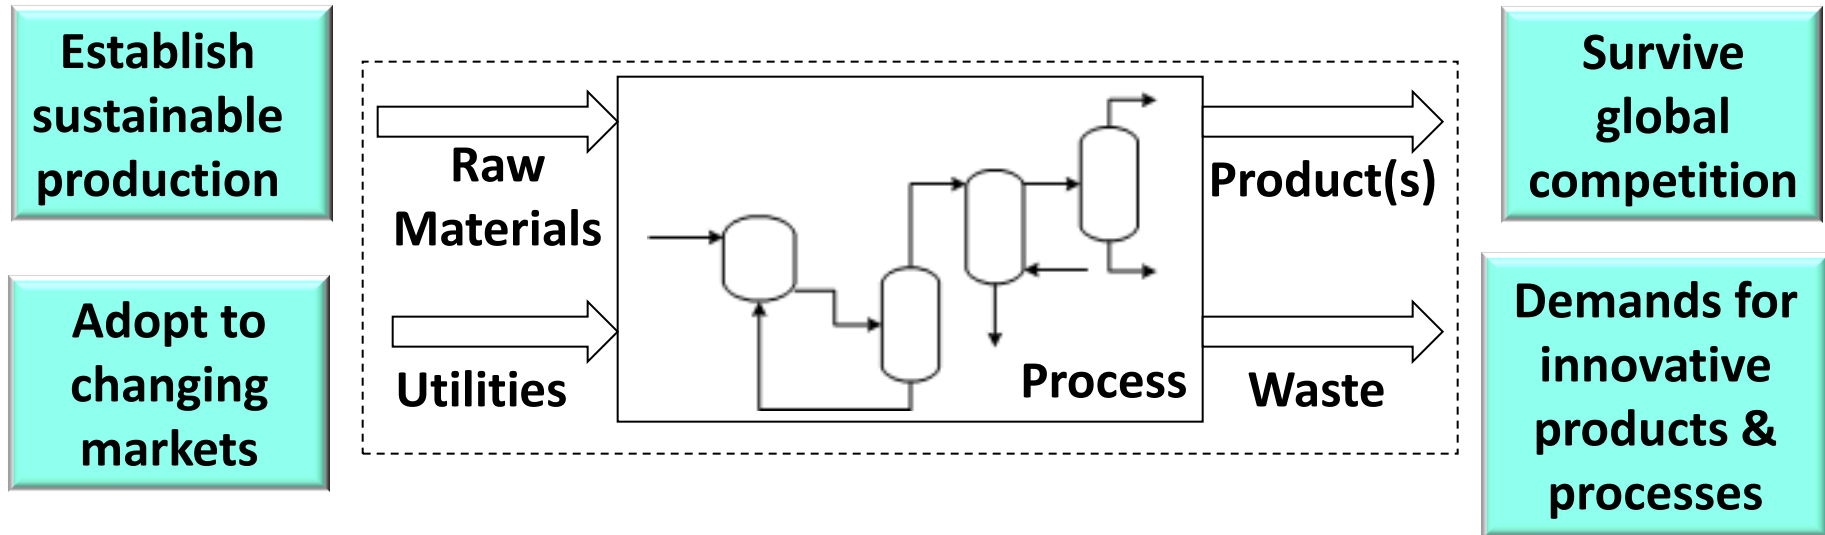 Establish
sustainable
production
Adopt to
changing
markets
Raw
Materials
Utilities
Process
Product(s)
Waste
Survive
global
competition
Demands for
innovative
products &
processes